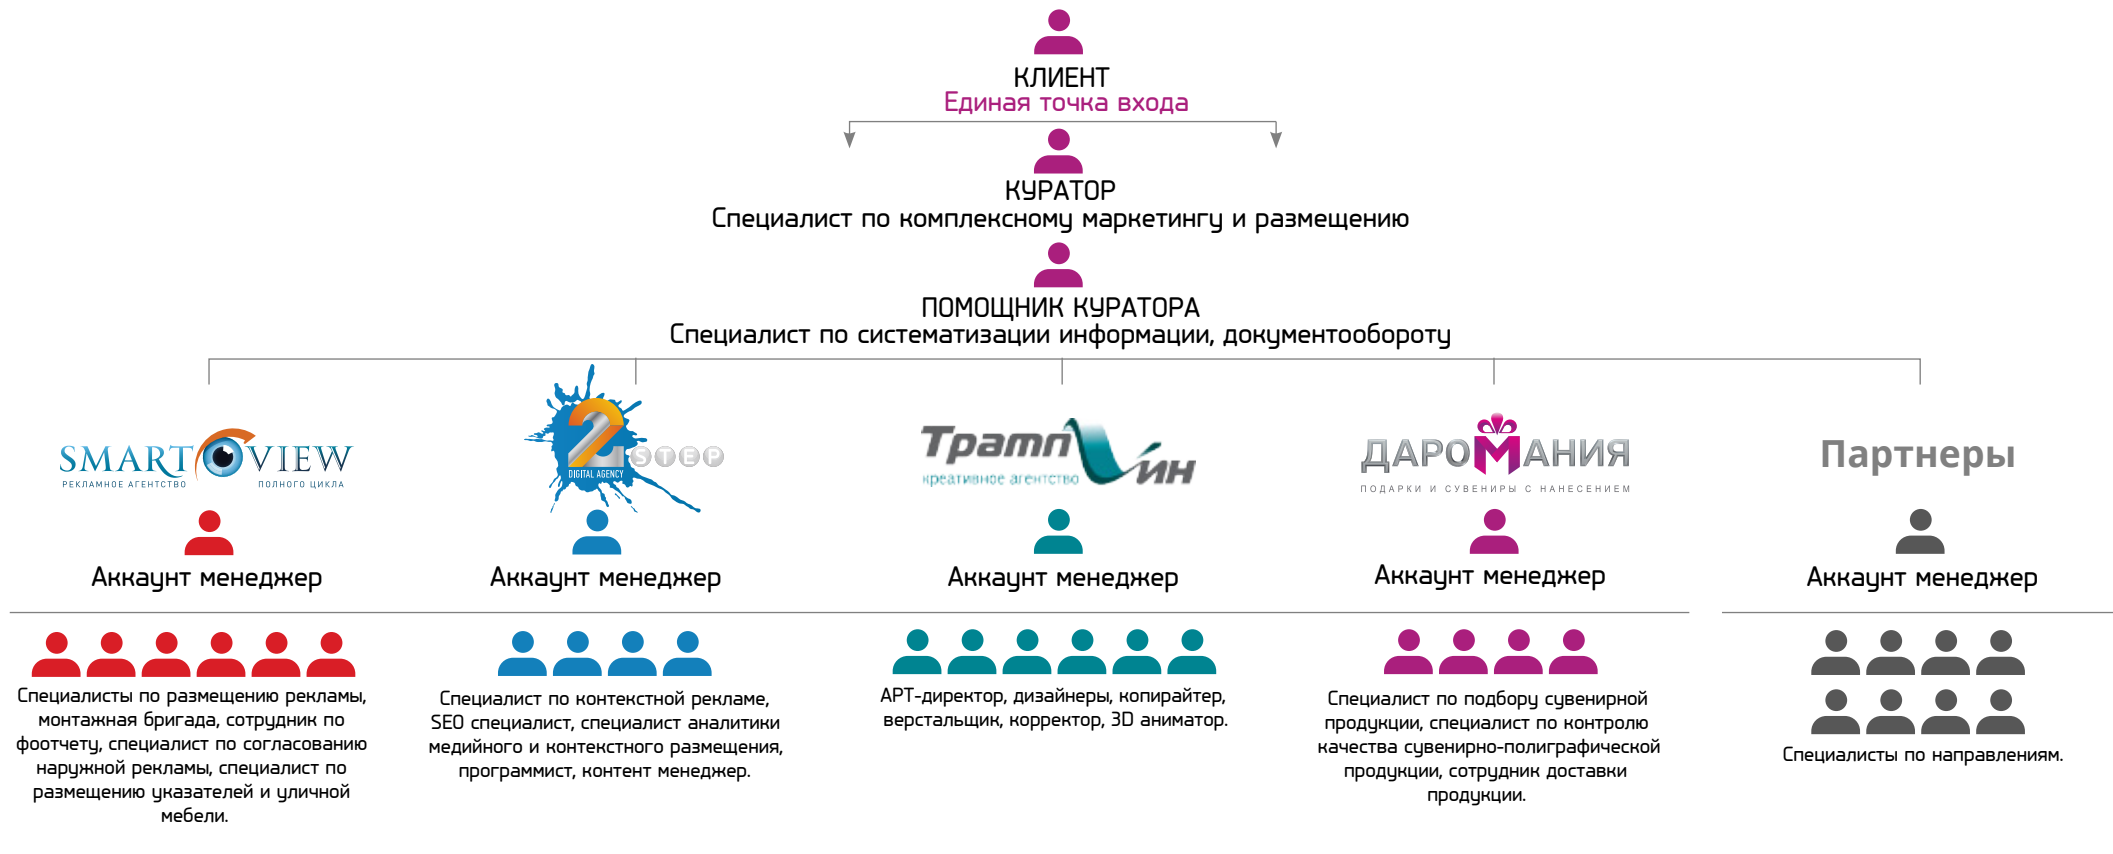 КЛИЕНТ
Единая точка входа
КУРАТОР
Специалист по комплексному маркетингу и размещению
ПОМОЩНИК КУРАТОРА
Специалист по систематизации информации, документообороту
SMART VIEW
РЕКЛАМНОЕ АГЕНТСТВО ПОЛНОГО ЦИКЛА
Аккаунт менеджер
Специалисты по размещению рекламы,
монтажная бригада, сотрудник по
фоотчету, специалист по согласованию
наружной рекламы, специалист по
размещению указателей и уличной
мебели.
2 STEP
DIGITAL AGENCY
Аккаунт менеджер
Специалист по контекстной рекламе,
SEO специалист, специалист аналитики
медийного и контекстного размещения,
программист, контент менеджер.
Трамплин
креативное агентство
Аккаунт менеджер
АРТ-директор, дизайнеры, копирайтер,
верстальщик, корректор, 3D аниматор.
ДАРОМАНИЯ
ПОДАРКИ И СУВЕНИРЫ С НАНЕСЕНИЕМ
Аккаунт менеджер
Специалист по подбору сувенирной
продукции, специалист по контролю
качества сувенирно-полиграфической
продукции, сотрудник доставки
продукции.
Партнеры
Аккаунт менеджер
Специалисты по направлениям.